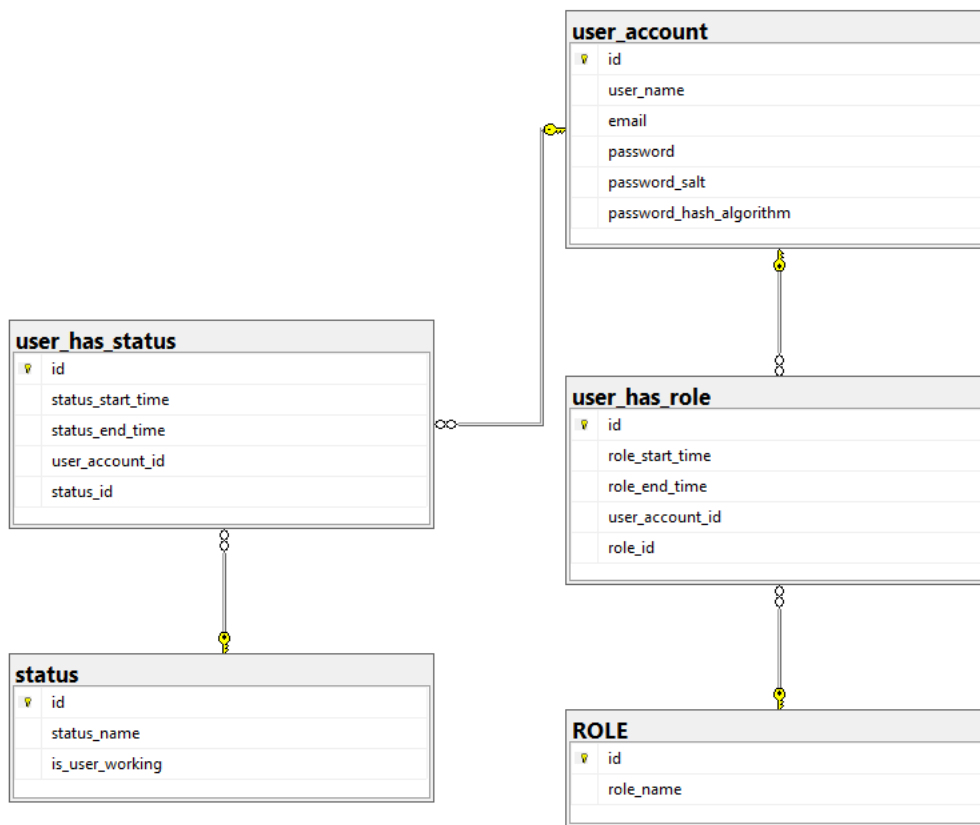 user_account
id
user_name
email
password
password_salt
password_hash_algorithm
user_has_status
id
status_start_time
status_end_time
user_account_id
status_id
user_has_role
id
role_start_time
role_end_time
user_account_id
role_id
status
id
status_name
is_user_working
ROLE
id
role_name